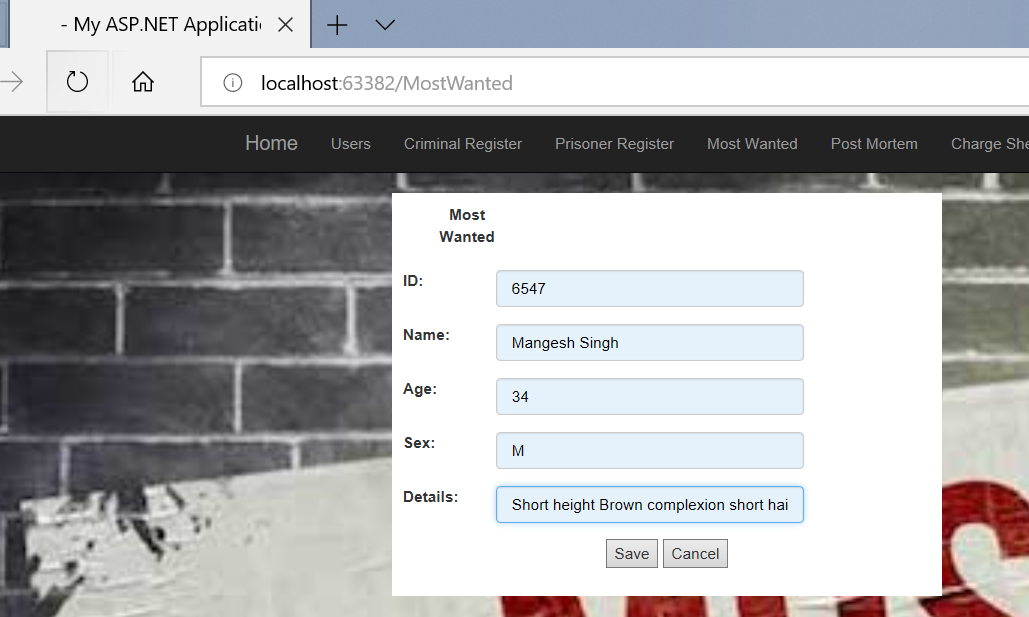 - My ASP.NET Applicati
localhost:63382/MostWanted
Home Users Criminal Register Prisoner Register Most Wanted Post Mortem Charge She
Most
Wanted
ID: 6547
Name: Mangesh Singh
Age: 34
Sex: M
Details: Short height Brown complexion short hai
Save Cancel